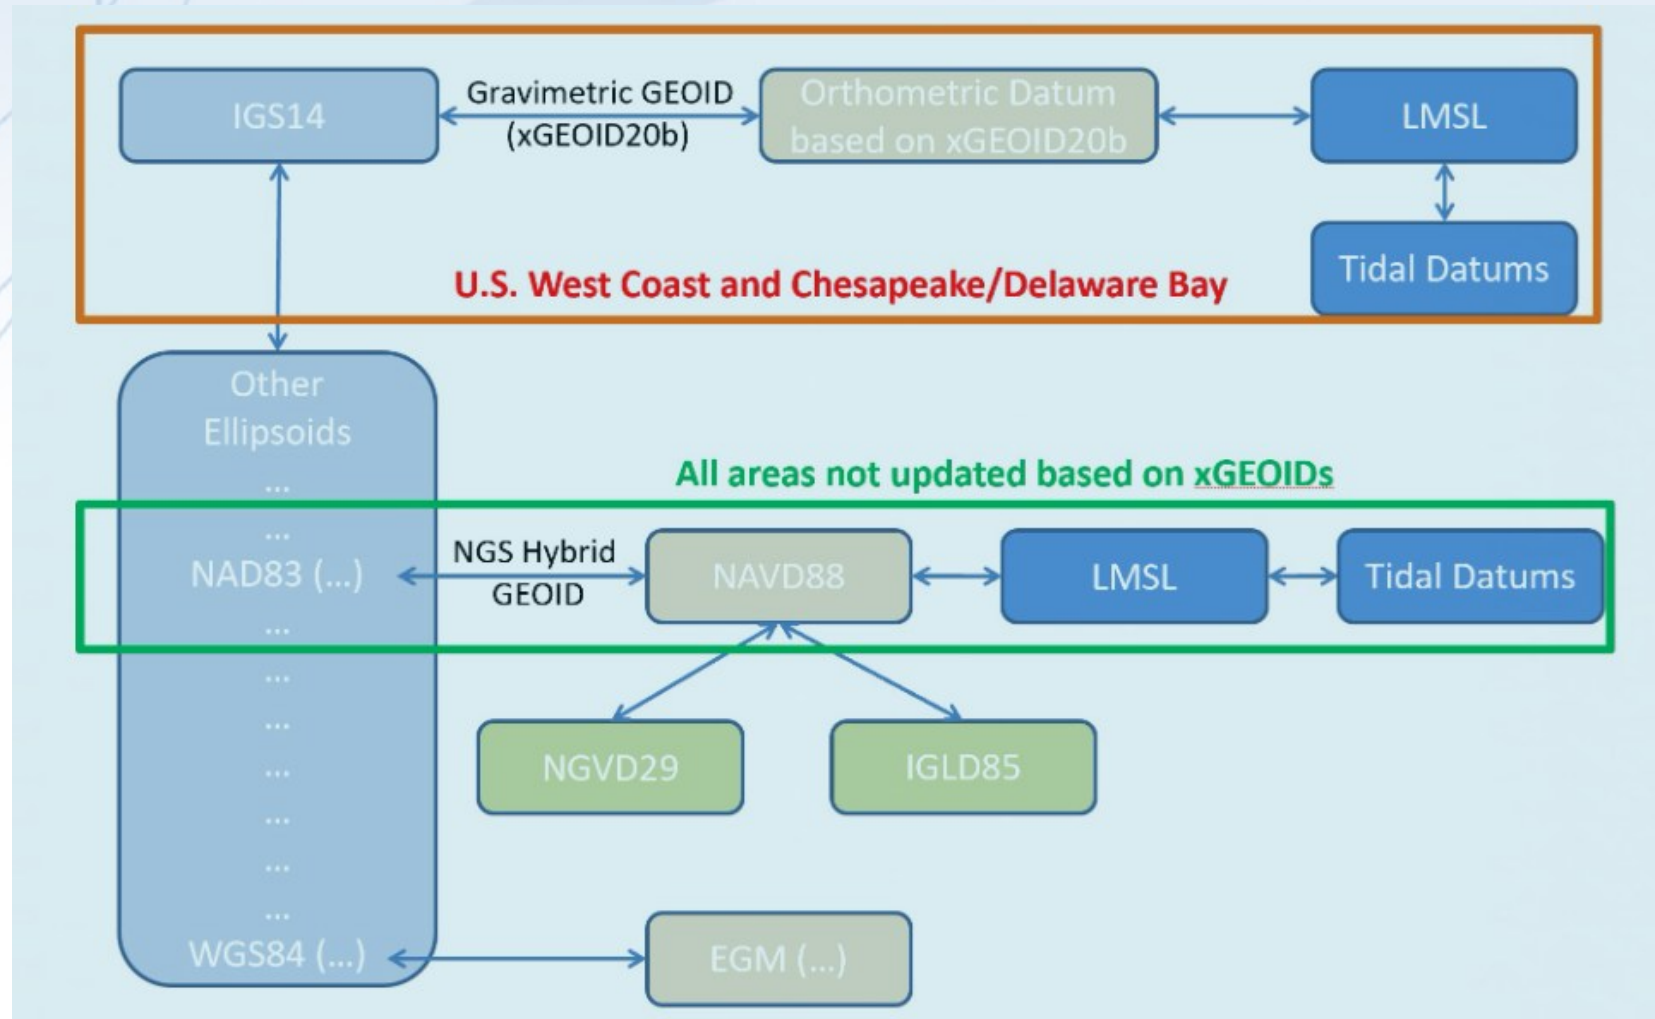 IGS14
Gravimetric GEOID
(xGEOID20b)
Orthometric Datum
based on xGEOID20b
LMSL
Tidal Datums
U.S. West Coast and Chesapeake/Delaware Bay
Other
Ellipsoids
...
All areas not updated based on xGEOIDs
...
NAD83 (...)
NGS Hybrid
GEOID
NAVD88
LMSL
Tidal Datums
...
...
...
NGVD29
IGLD85
...
...
...
...
WGS84 (...)
EGM (...)